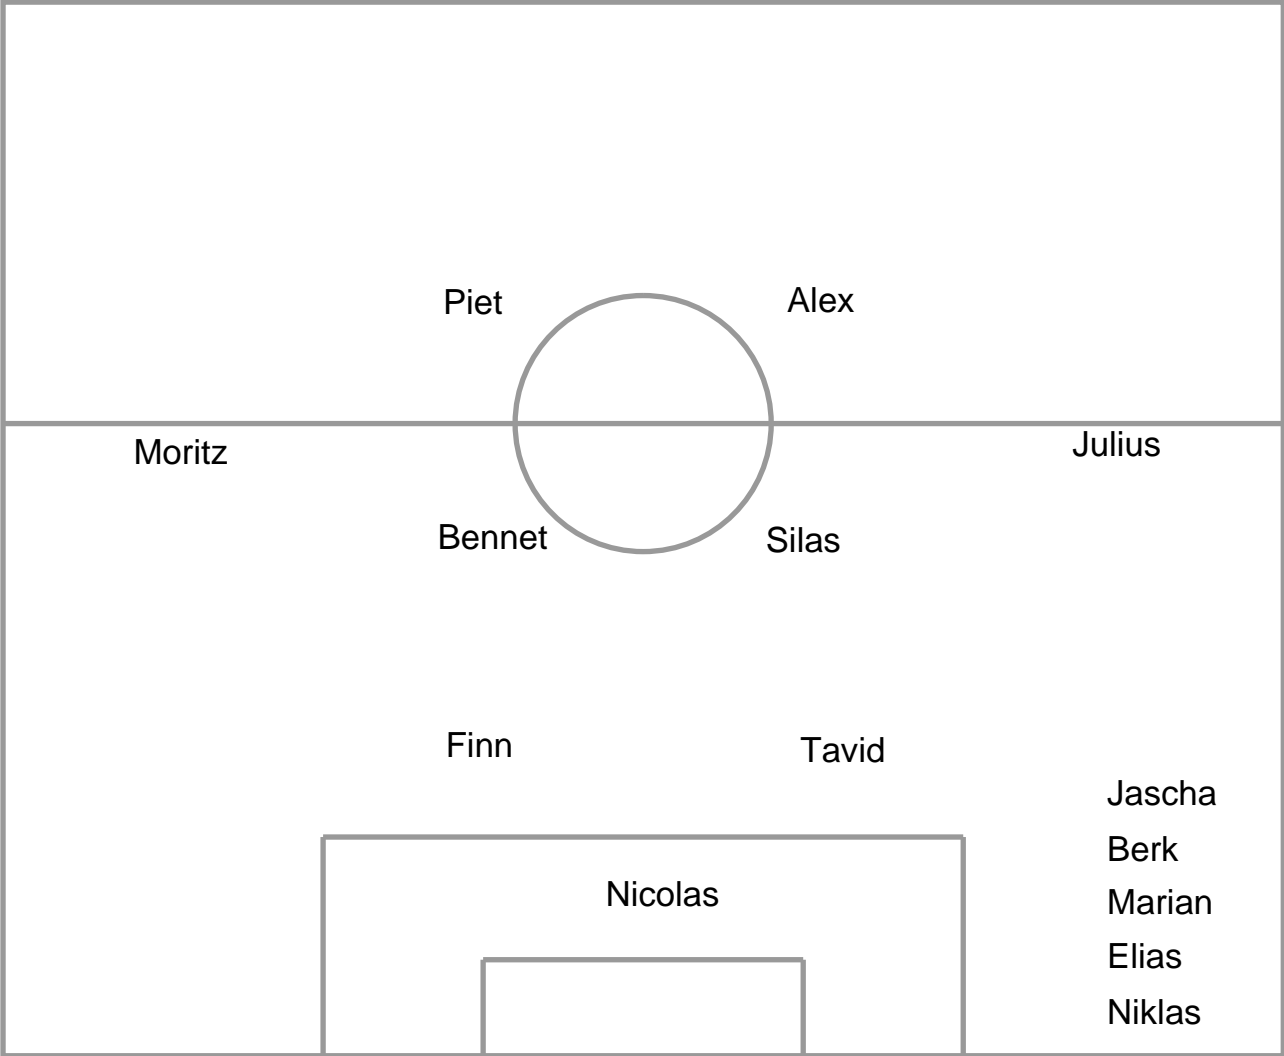 Piet
Alex
Moritz
Julius
Bennet
Silas
Finn
Tavid
Jascha
Berk
Nicolas
Marian
Elias
Niklas